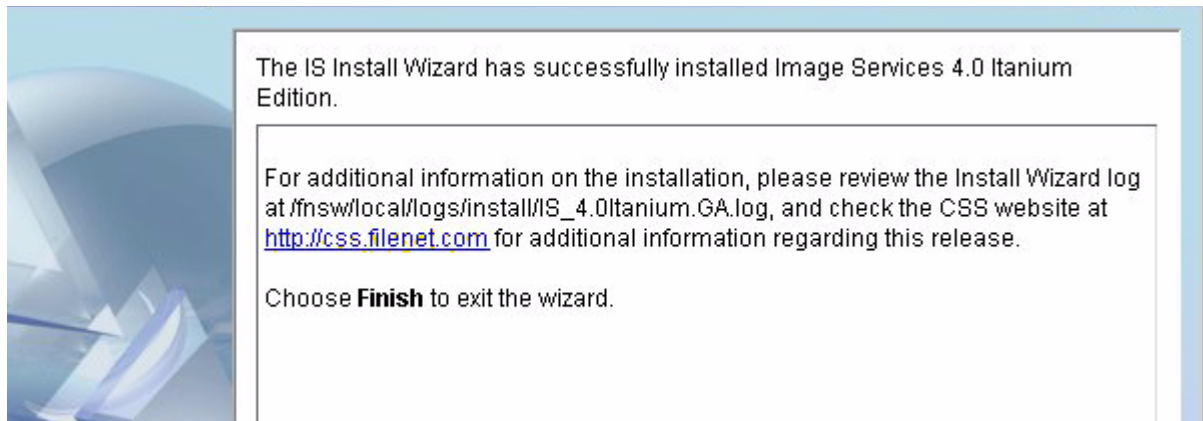 The IS Install Wizard has successfully installed Image Services 4.0 Itanium
Edition.
For additional information on the installation, please review the Install Wizard log
at /fnsw/local/logs/install/IS_4.0Itanium.GA.log, and check the CSS website at
http://css.filenet.com for additional information regarding this release.
Choose Finish to exit the wizard.